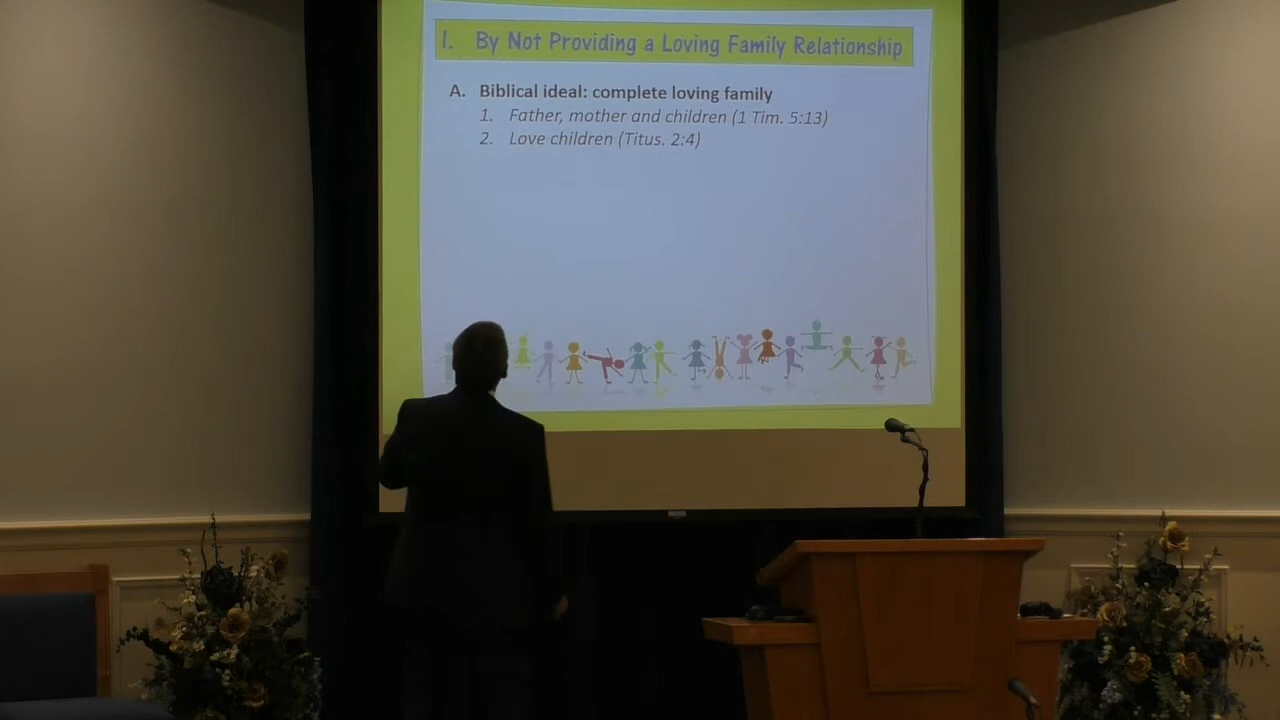 I. By Not Providing a Loving Family Relationship
A. Biblical ideal: complete loving family
1. Father, mother and children (1 Tim. 5:13)
2. Love children (Titus. 2:4)